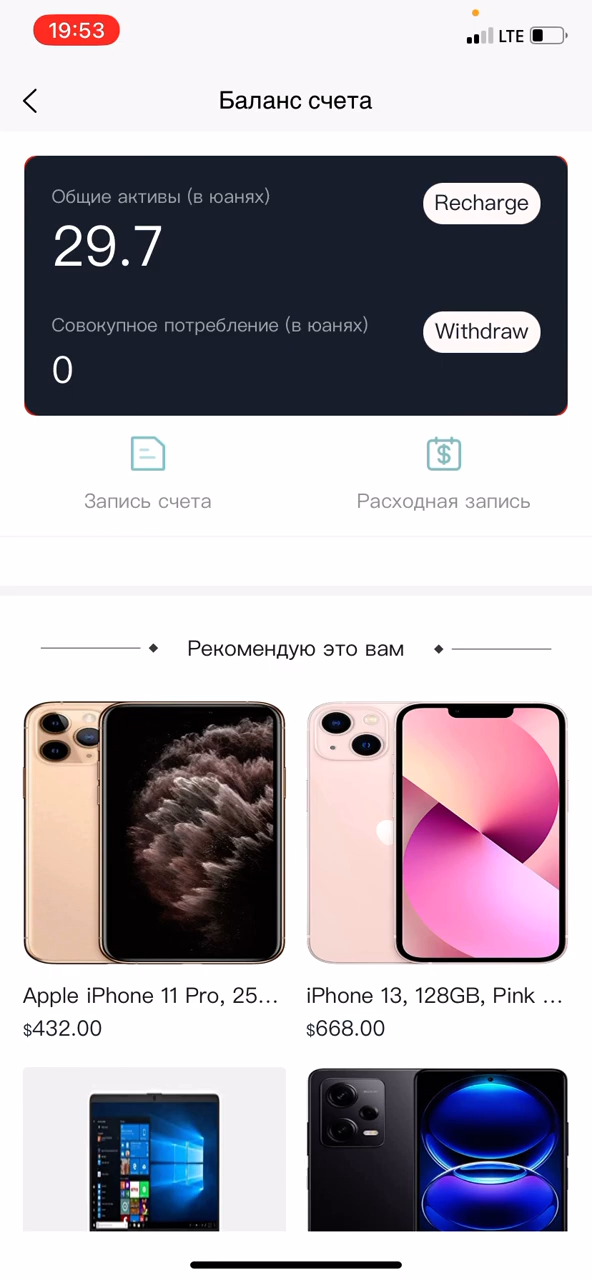 19:53
LTE
Баланс счета
Общие активы (в юанях)
Recharge
29.7
Совокупное потребление (в юанях)
Withdraw
0
Запись счета
Расходная запись
Рекомендую это вам
Apple iPhone 11 Pro, 25...
iPhone 13, 128GB, Pink ...
$432.00
$668.00